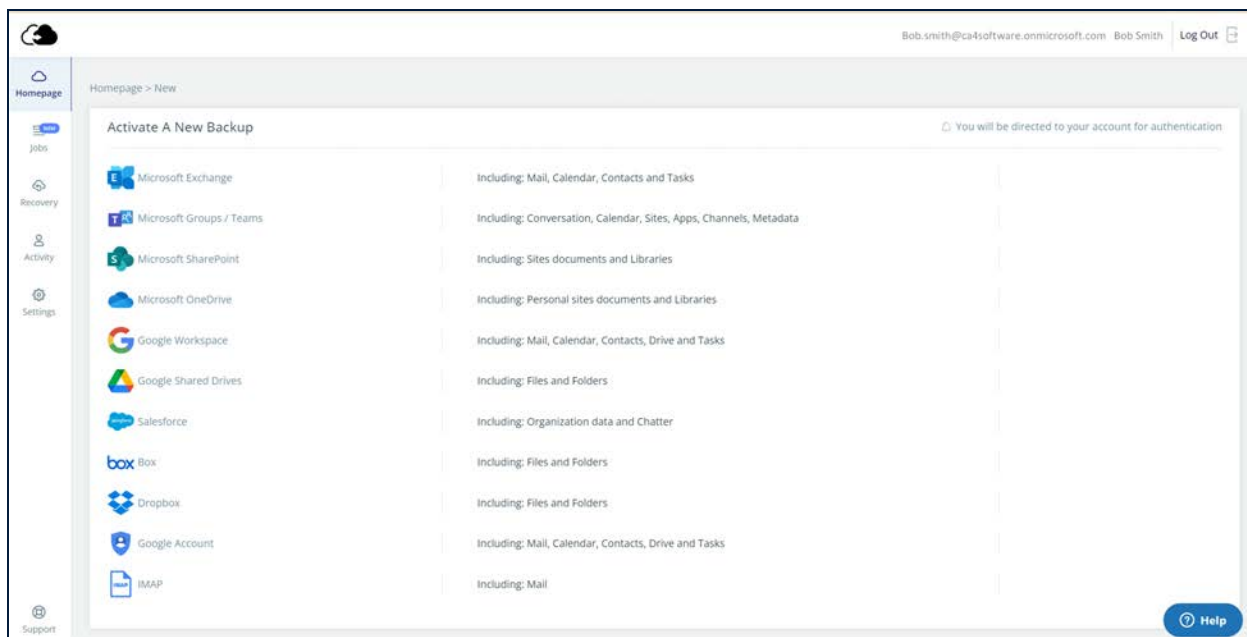 Bob.smith@ca4software.onmicrosoft.com Bob Smith Log Out
Homepage
Homepage > New
NEW
Jobs
Recovery
Activity
Settings
Support
Activate A New Backup
You will be directed to your account for authentication
Microsoft Exchange Including: Mail, Calendar, Contacts and Tasks
Microsoft Groups / Teams Including: Conversation, Calendar, Sites, Apps, Channels, Metadata
Microsoft SharePoint Including: Sites documents and Libraries
Microsoft OneDrive Including: Personal sites documents and Libraries
Google Workspace Including: Mail, Calendar, Contacts, Drive and Tasks
Google Shared Drives Including: Files and Folders
Salesforce Including: Organization data and Chatter
box Box Including: Files and Folders
Dropbox Including: Files and Folders
Google Account Including: Mail, Calendar, Contacts, Drive and Tasks
IMAP IMAP Including: Mail
Help